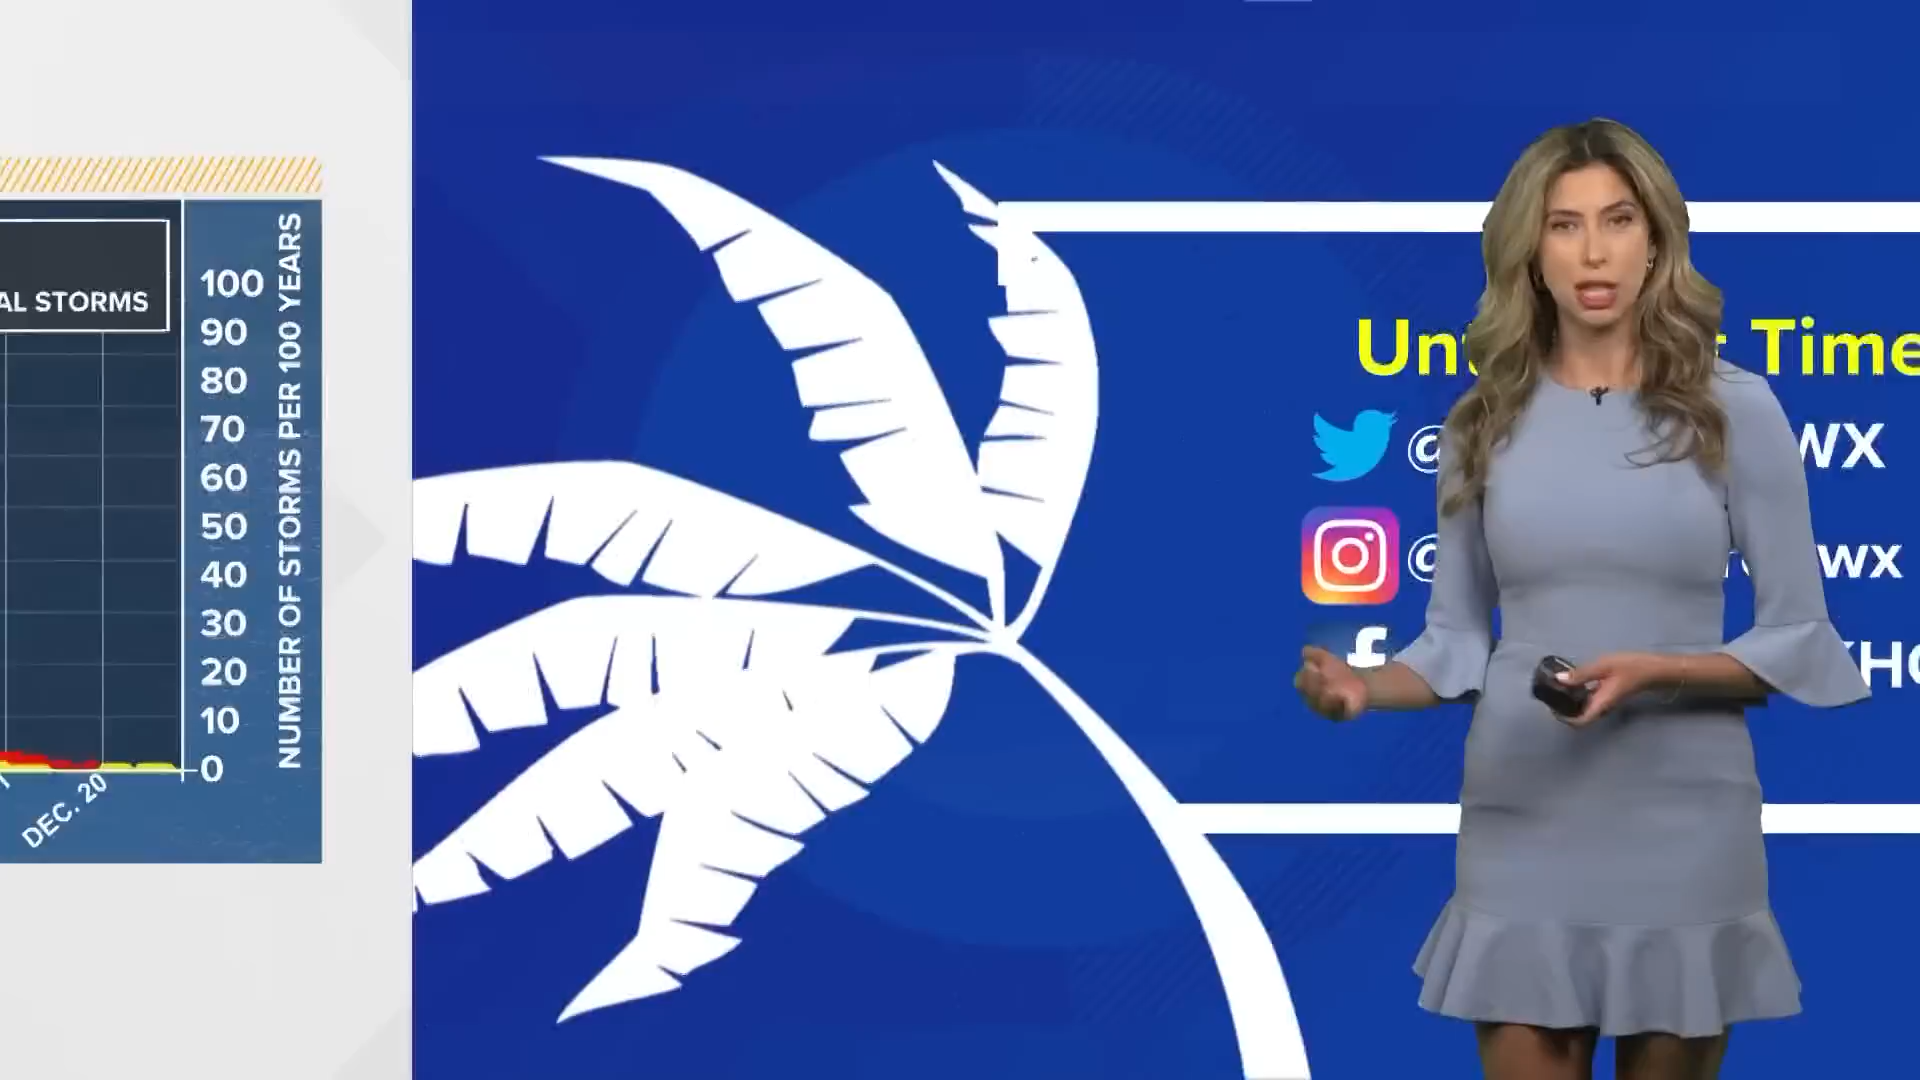 AL STORMS
100
90
80
70
60
50
40
30
20
10
0
NUMBER OF STORMS PER 100 YEARS
DEC. 20
Time
@ WX
@ wx